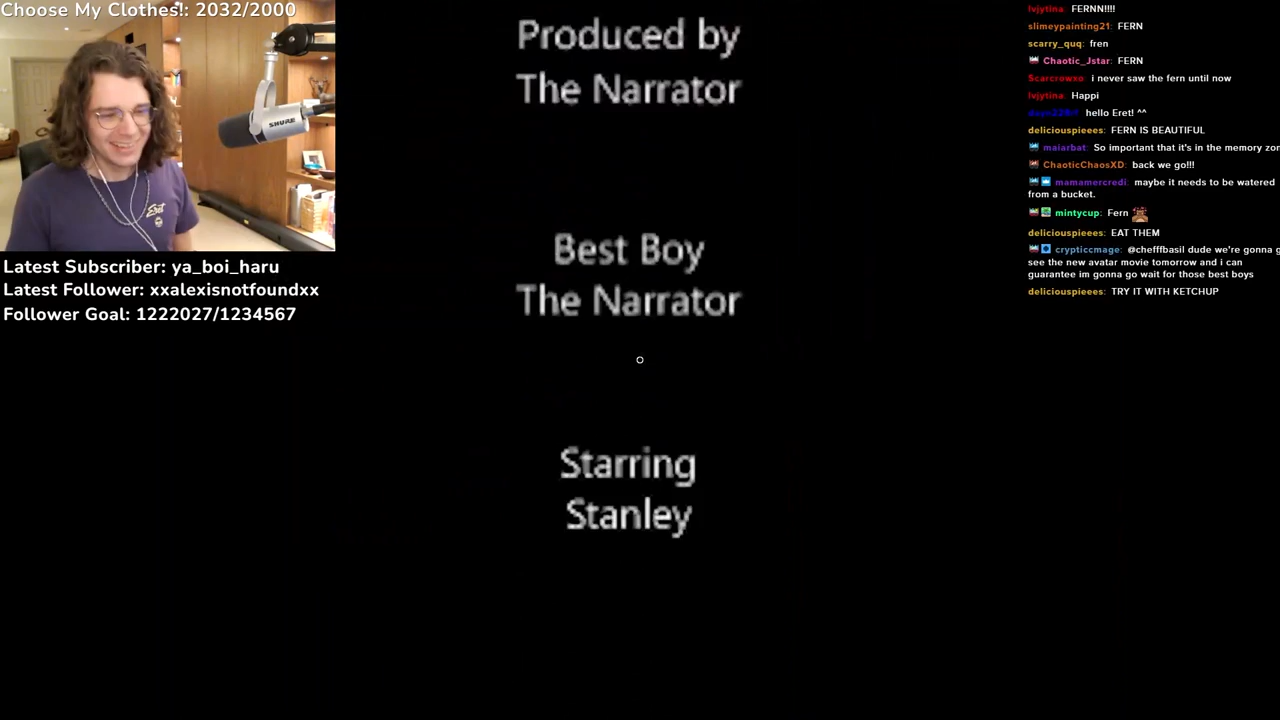 Choose My Clothes!: 2032/2000
SHURE
Eret
Latest Subscriber: ya_boi_haru
Latest Follower: xxalexisnotfoundxx
Follower Goal: 1222027/1234567
Produced by
The Narrator
Best Boy
The Narrator
Starring
Stanley
lvjytina: FERNN!!!!
slimeypainting21: FERN
scarry_quq: fren
Chaotic_Jstar: FERN
Scarcrowxo: i never saw the fern until now
lvjytina: Happi
hello Eret! ^^
deliciouspieees: FERN IS BEAUTIFUL
maiarbat: So important that it's in the memory zon
ChaoticChaosXD: back we go!!!
mamamercredi: maybe it needs to be watered
from a bucket.
mintycup: Fern
deliciouspieees: EAT THEM
crypticcmage: @chefffbasil dude we're gonna g
see the new avatar movie tomorrow and i can
guarantee im gonna go wait for those best boys
deliciouspieees: TRY IT WITH KETCHUP